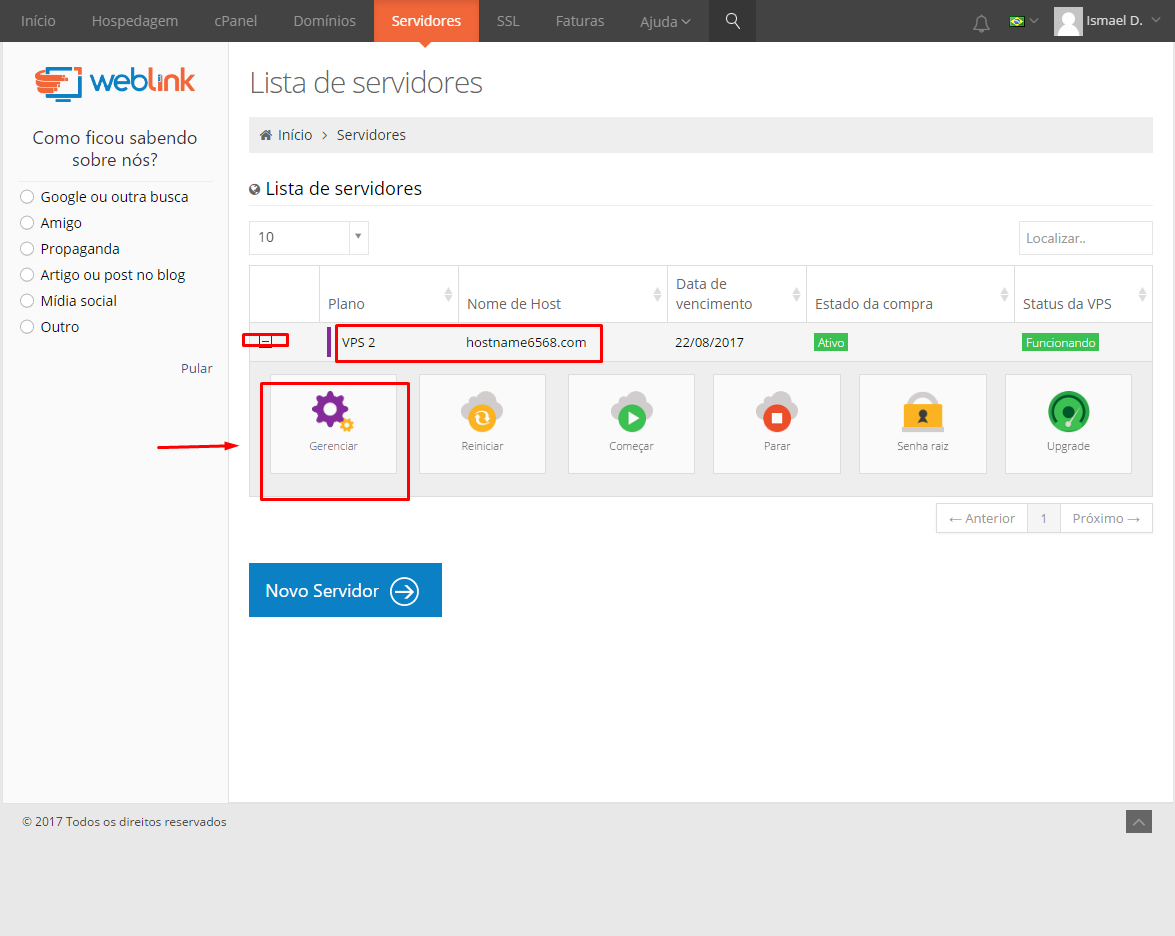 Início Hospedagem cPanel Domínios Servidores SSL Faturas Ajuda Ismael D.
weblink
Como ficou sabendo
sobre nós?
Google ou outra busca
Amigo
Propaganda
Artigo ou post no blog
Mídia social
Outro
Pular
Lista de servidores
Início > Servidores
Lista de servidores
10 Localizar..
Plano Nome de Host Data de
vencimento Estado da compra Status da VPS
VPS 2 hostname6568.com 22/08/2017 Ativo Funcionando
Gerenciar Reiniciar Começar Parar Senha raiz Upgrade
← Anterior 1 Próximo →
Novo Servidor
© 2017 Todos os direitos reservados